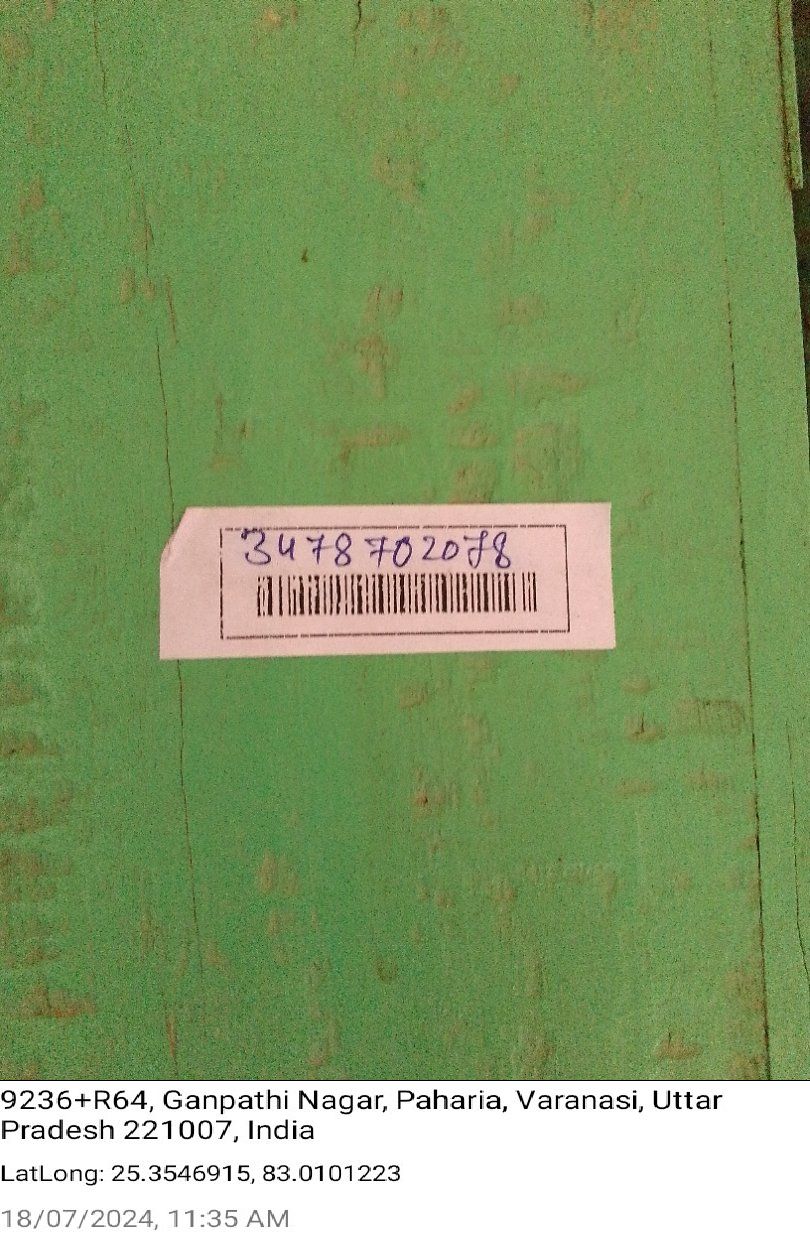 3478702078
9236+R64, Ganpathi Nagar, Paharia, Varanasi, Uttar
Pradesh 221007, India
LatLong: 25.3546915, 83.0101223
18/07/2024, 11:35 AM